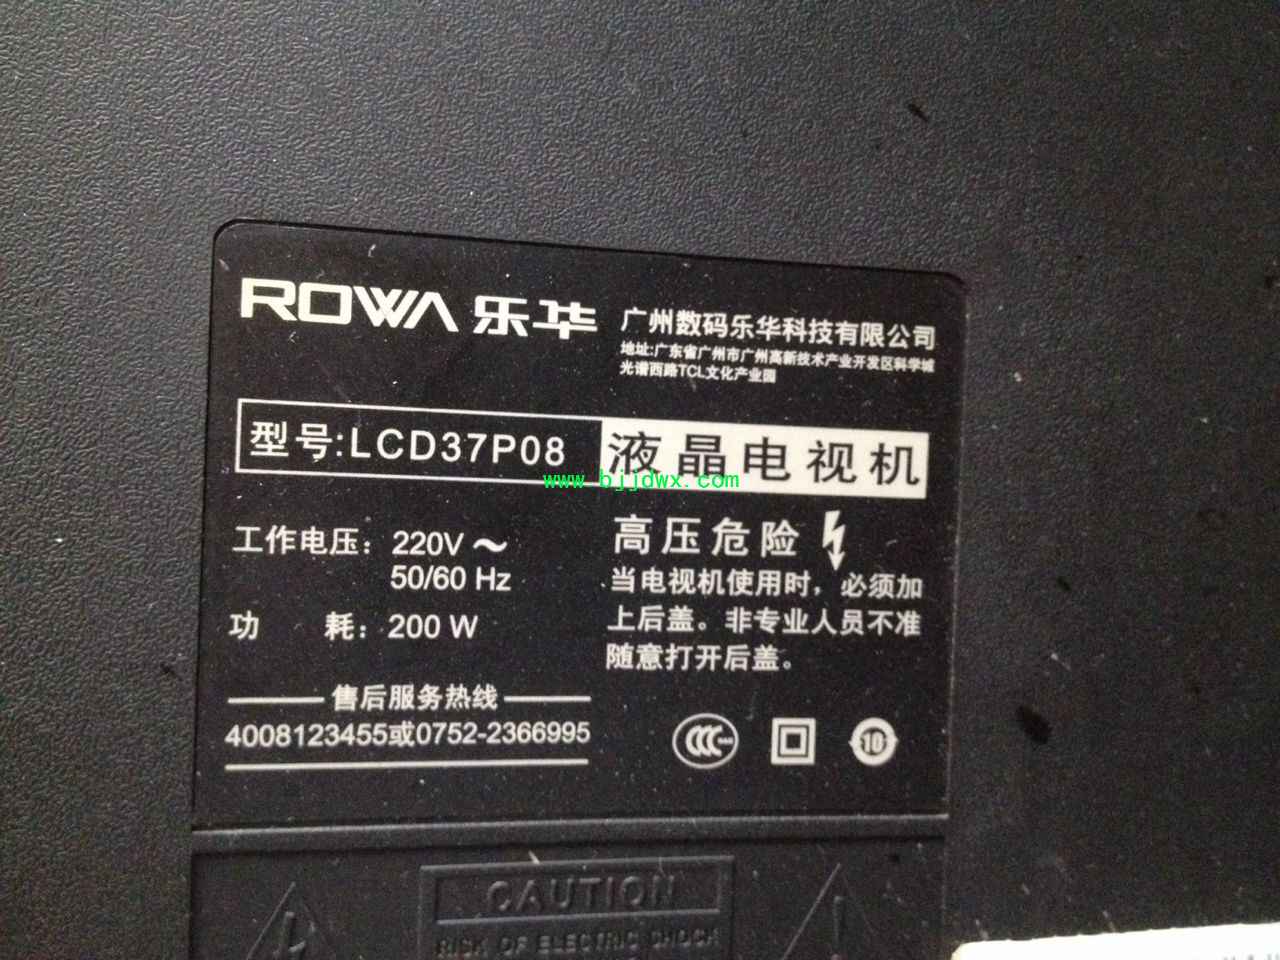 ROWA 乐华
广州数码乐华科技有限公司
地址:广东省广州市广州高新技术产业开发区科学城
光谱西路TCL文化产业园
型号:LCD37P08 液晶电视机
www.bjjdwx.com
工作电压: 220V ~
50/60 Hz
功 耗: 200 W
高压危险
当电视机使用时，必须加
上后盖。非专业人员不准
随意打开后盖。
售后服务热线
4008123455或0752-2366995
CCC
10
CAUTION
RISK OF ELECTRIC SHOCK